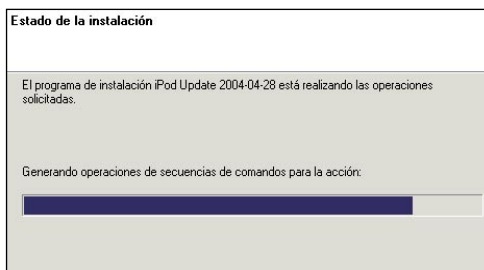 Estado de la instalación
El programa de instalación iPod Update 2004-04-28 está realizando las operaciones
solicitadas.
Generando operaciones de secuencias de comandos para la acción: